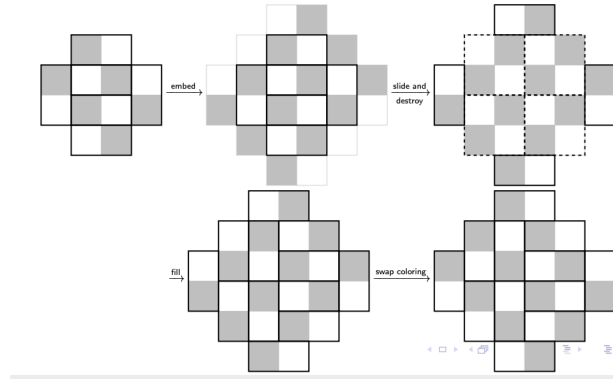 embed
slide and
destroy
fill
swap coloring